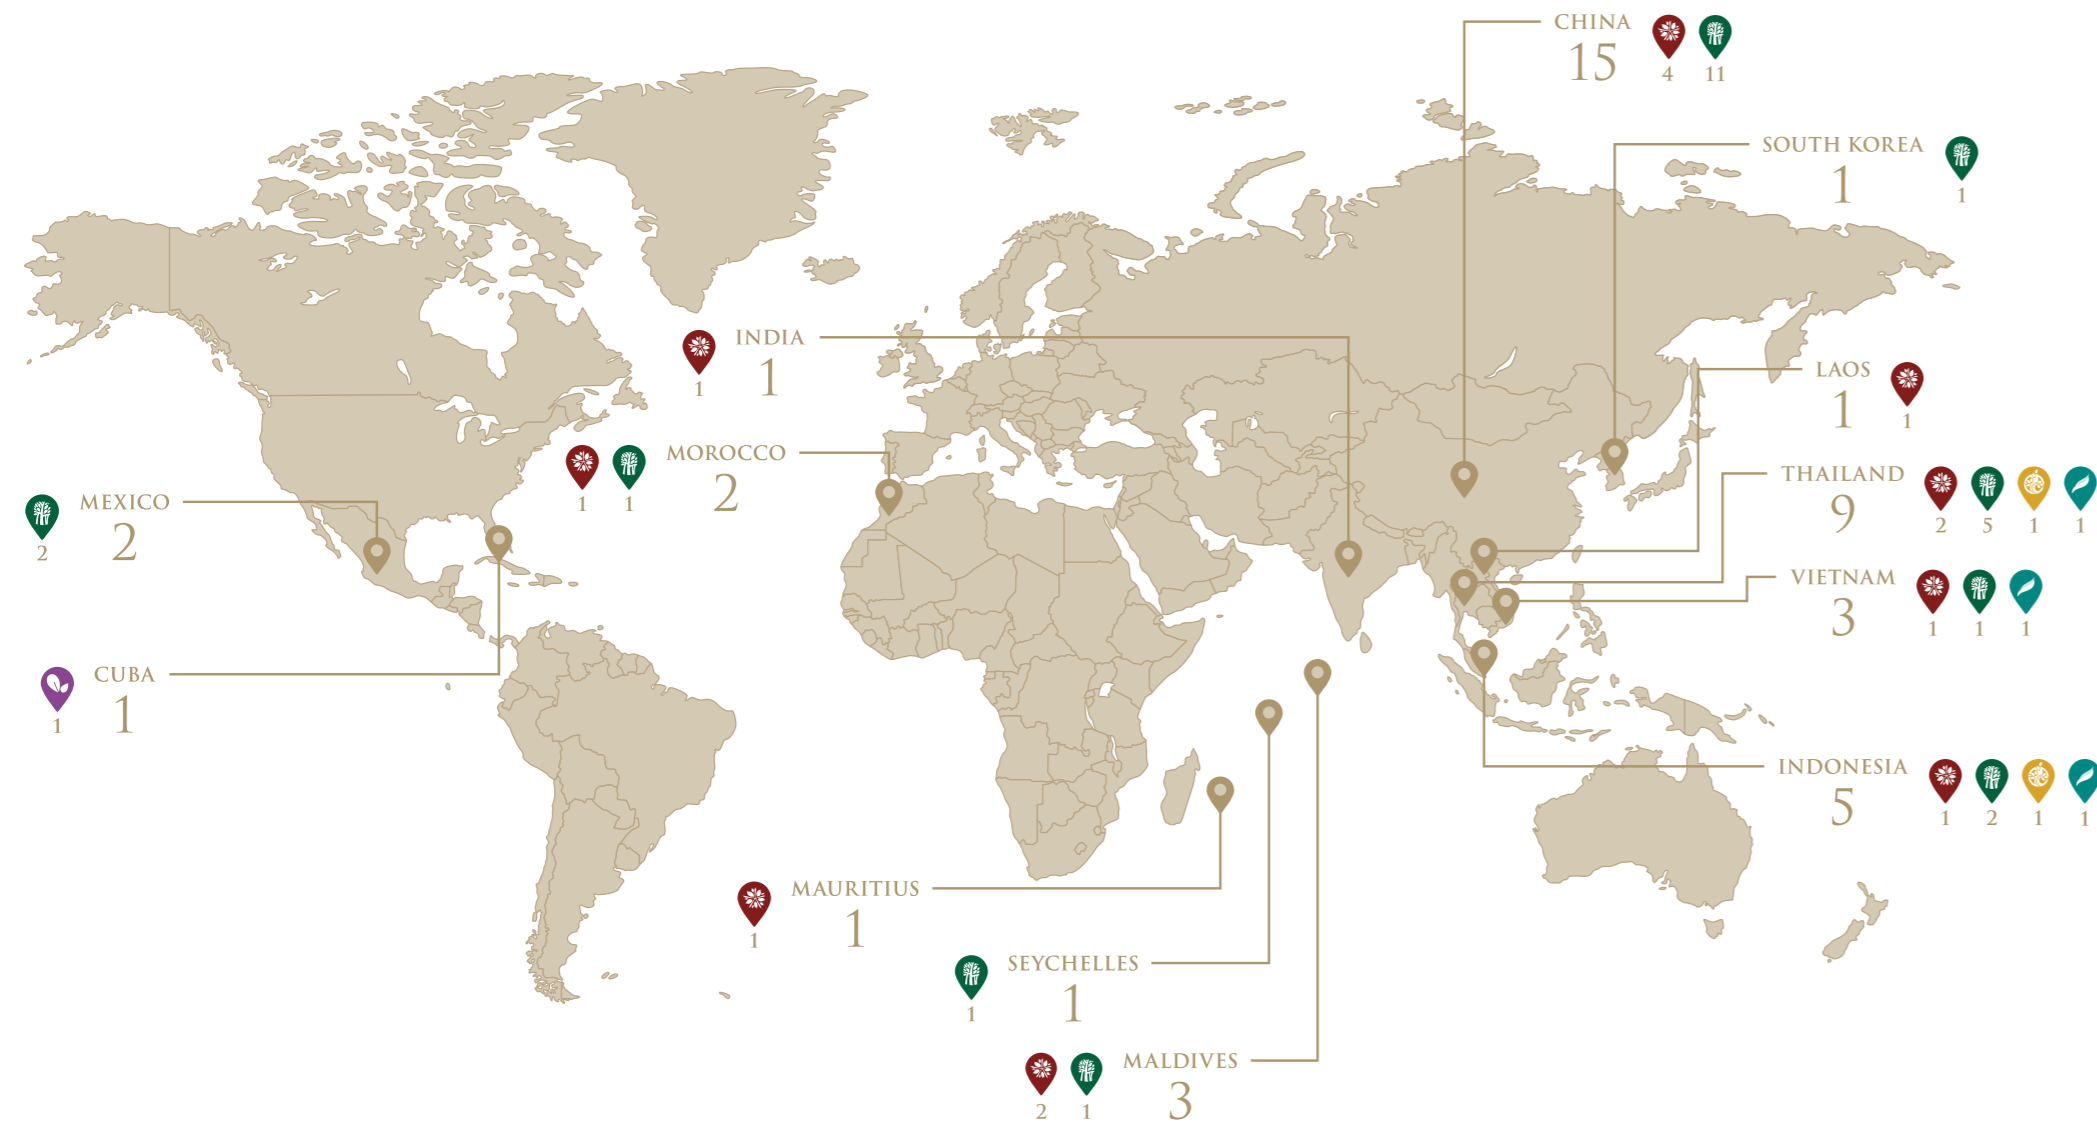 CHINA
15
4 11
SOUTH KOREA
1
1
INDIA
1
1
LAOS
1
1
MOROCCO
2
1 1
THAILAND
9
2 5 1 1
MEXICO
2
2
VIETNAM
3
1 1 1
CUBA
1
1
INDONESIA
5
1 2 1 1
MAURITIUS
1
1
SEYCHELLES
1
1
MALDIVES
3
2 1